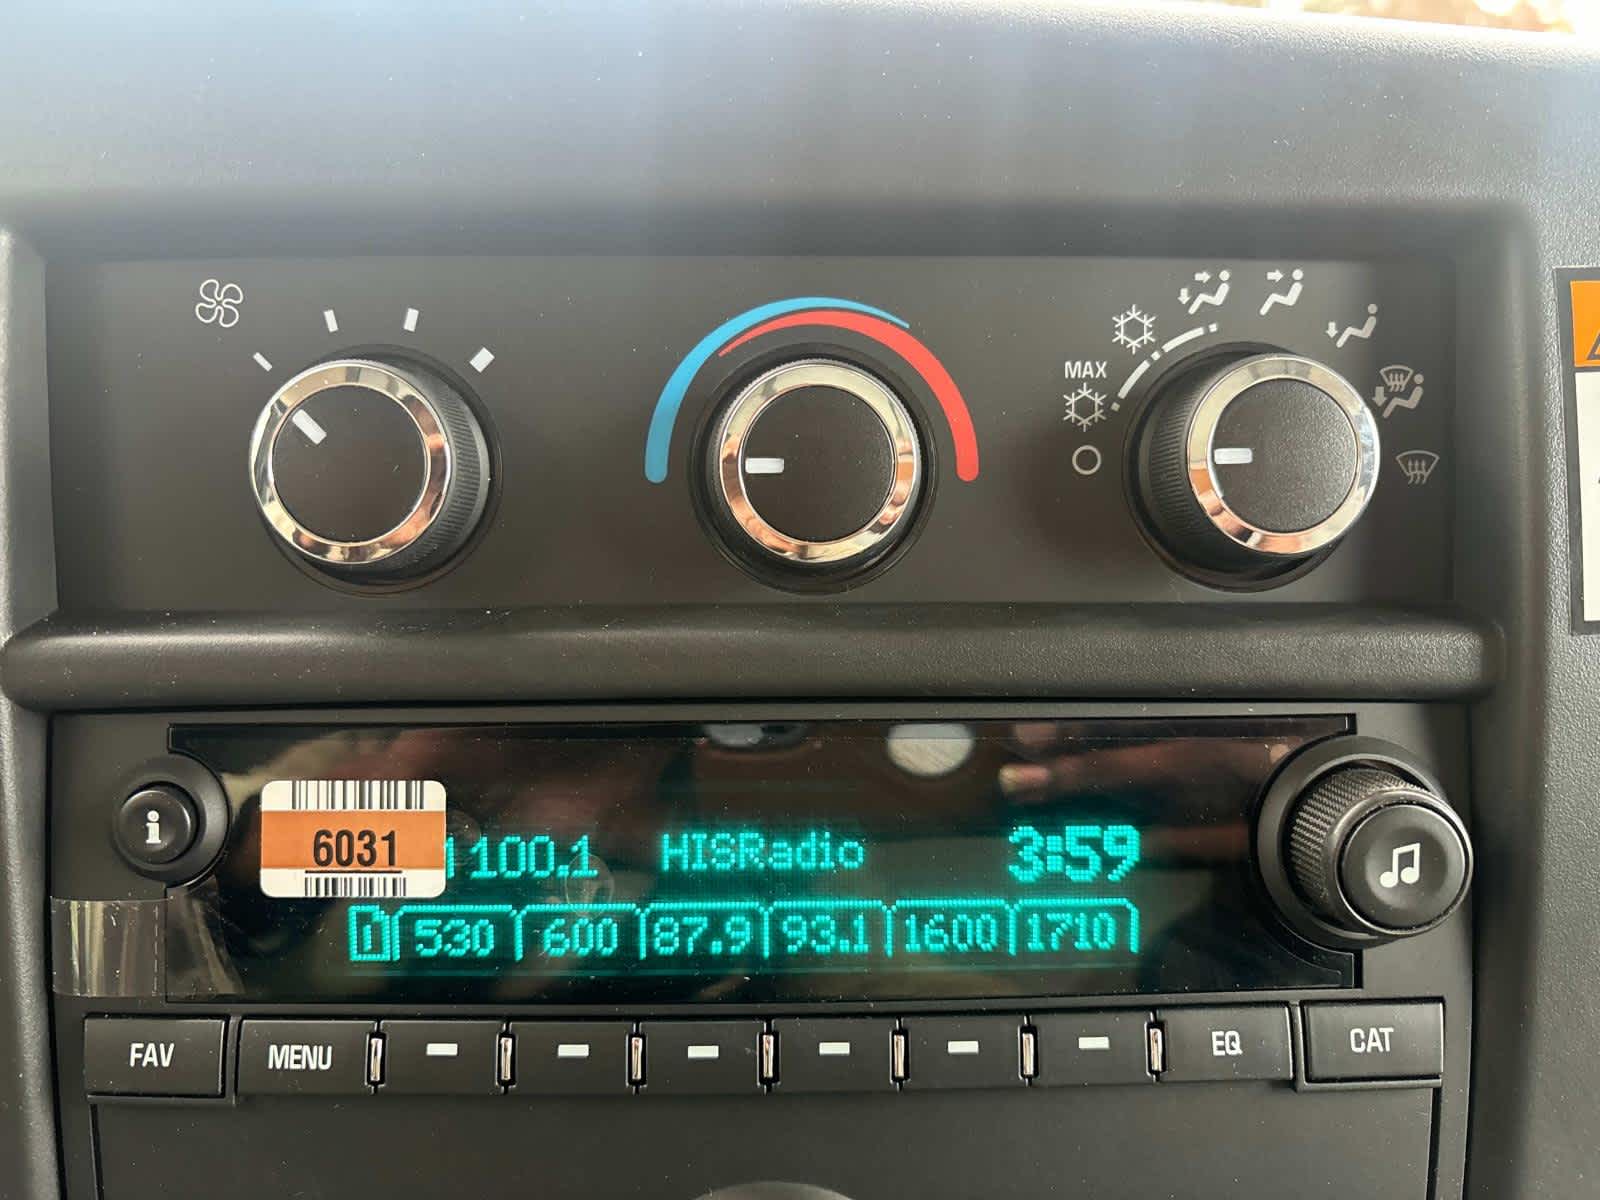 MAX
i
6031
100.1 HISRadio 3:59
1 530 600 87.9 93.1 1600 1710
FAV MENU EQ CAT